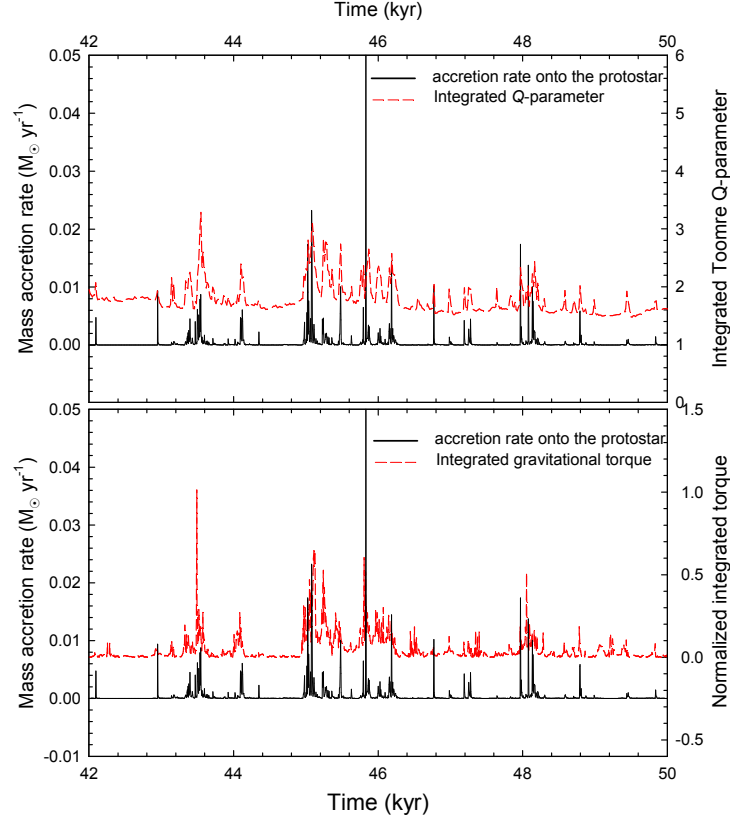 Time (kyr)
42 44 46 48 50
0.05 6
accretion rate onto the protostar
Integrated Q-parameter
0.04 5
0.03 4
0.02 3
0.01 2
0.00 1
0
Mass accretion rate (M☉ yr-1)
Integrated Toomre Q-parameter
0.05 1.5
accretion rate onto the protostar
Integrated gravitational torque
0.04
1.0
0.03
0.02 0.5
0.01
0.0
0.00
-0.5
-0.01
Mass accretion rate (M☉ yr-1)
Normalized integrated torque
42 44 46 48 50
Time (kyr)